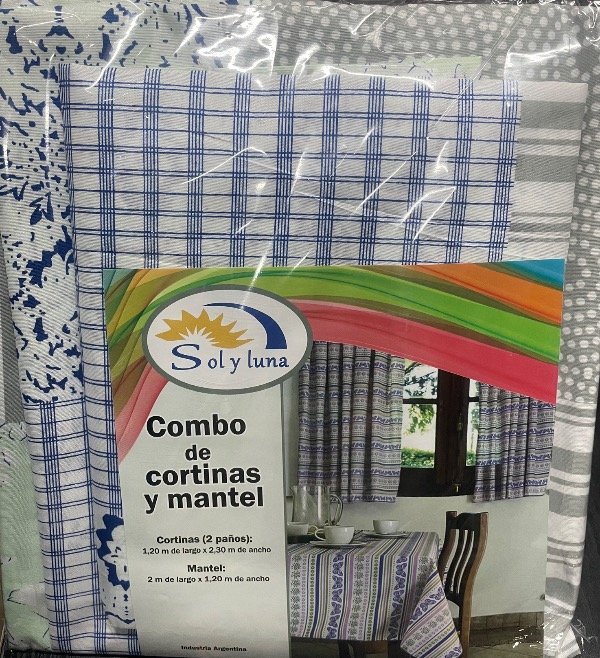 Sol y luna
Combo
de
cortinas
y mantel
Cortinas (2 paños):
1,20 m de largo x 2,30 m de ancho
Mantel:
2 m de largo x 1,20 m de ancho
Industria Argentina